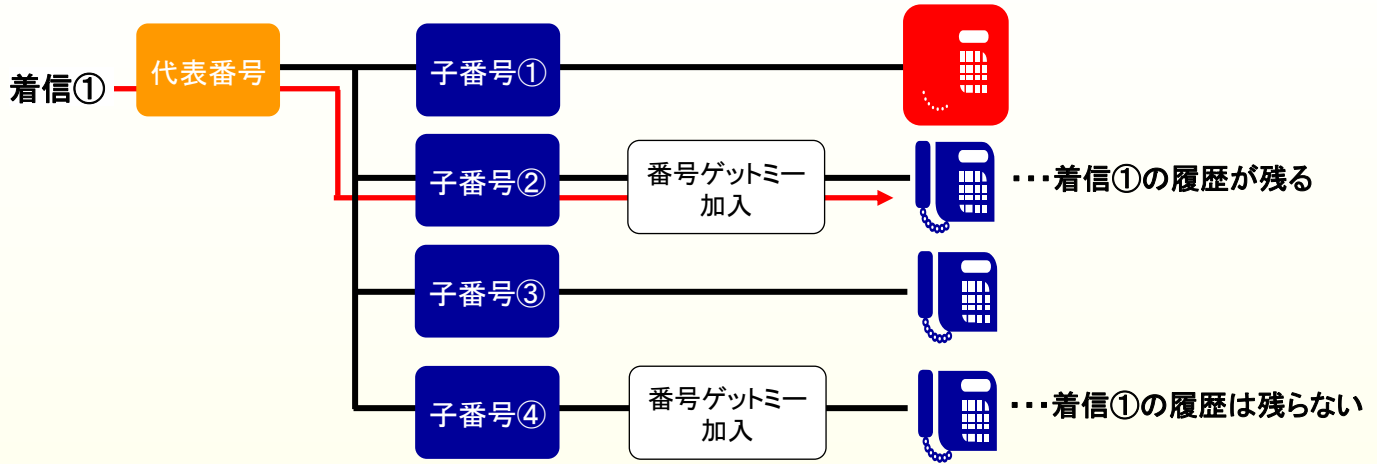 着信①
代表番号
子番号①
子番号②
番号ゲットミー
加入
・・・着信①の履歴が残る
子番号③
子番号④
番号ゲットミー
加入
・・・着信①の履歴は残らない